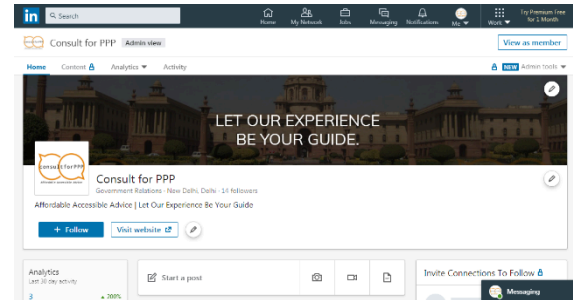 in Search Home My Network Jobs Messaging Notifications Me Work Try Premium Free for 1 Month
Consult for PPP Admin view View as member
Home Content Analytics Activity NEW Admin tools
LET OUR EXPERIENCE
BE YOUR GUIDE.
consult for PPP
Consult for PPP
Government Relations · New Delhi, Delhi · 14 followers
Affordable Accessible Advice | Let Our Experience Be Your Guide
+ Follow Visit website
Analytics
Last 30 day activity
3 200%
Start a post
Invite Connections To Follow
Messaging